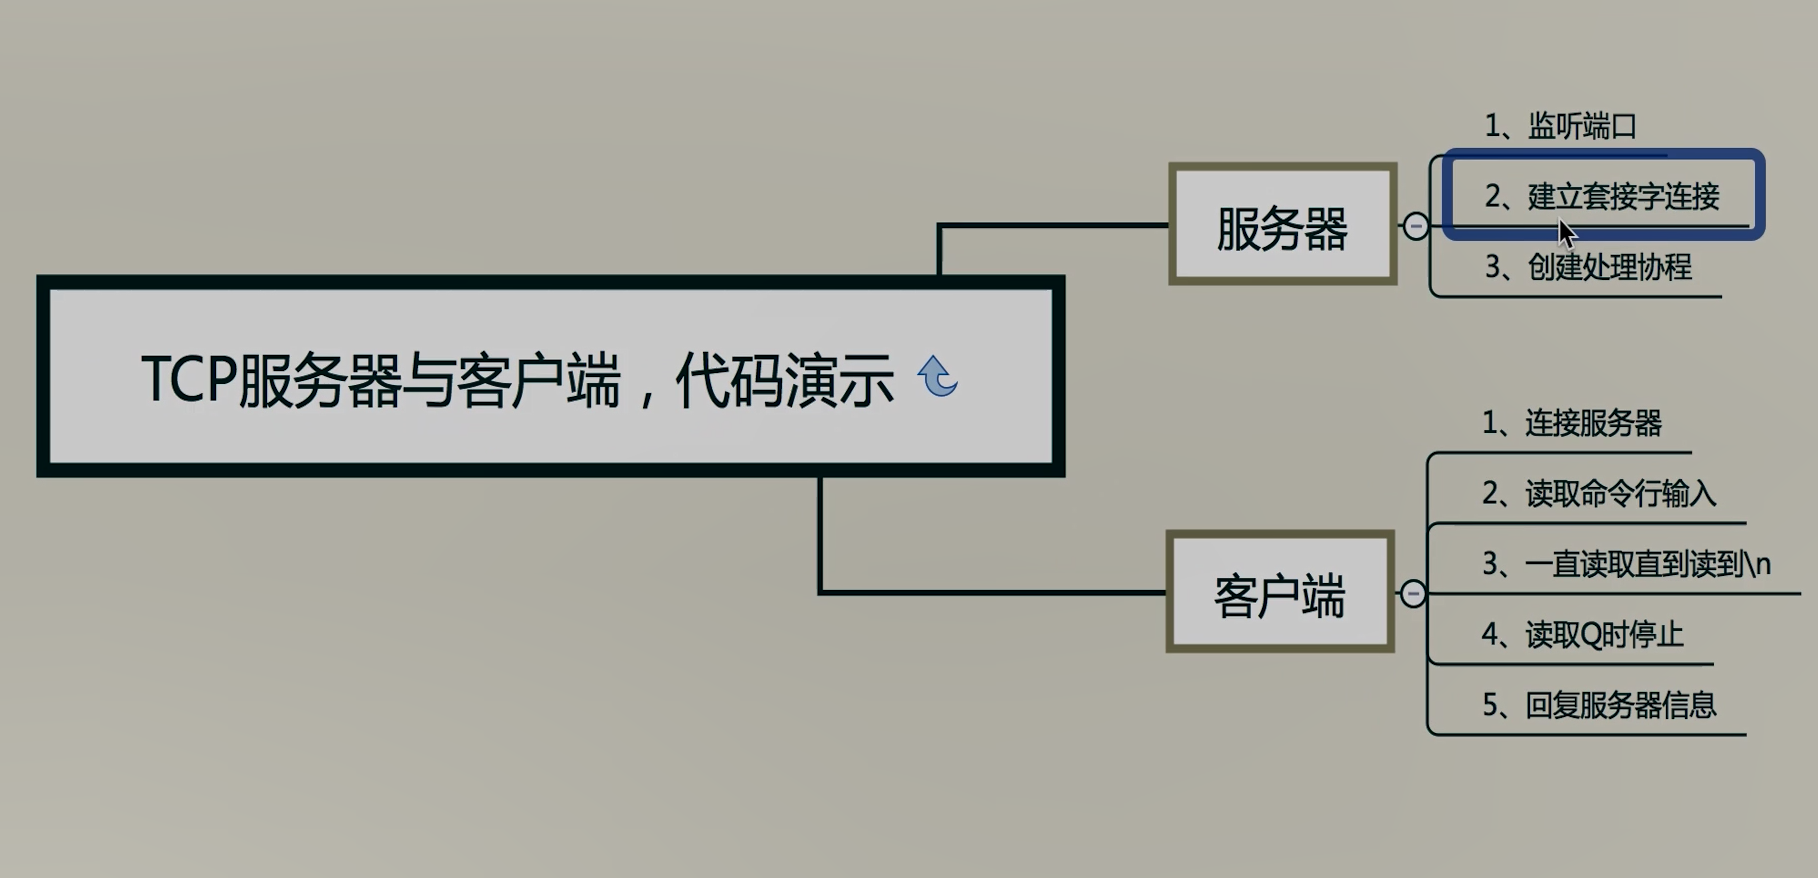 TCP服务器与客户端，代码演示
服务器
1、监听端口
2、建立套接字连接
3、创建处理协程
客户端
1、连接服务器
2、读取命令行输入
3、一直读取直到读到\n
4、读取Q时停止
5、回复服务器信息